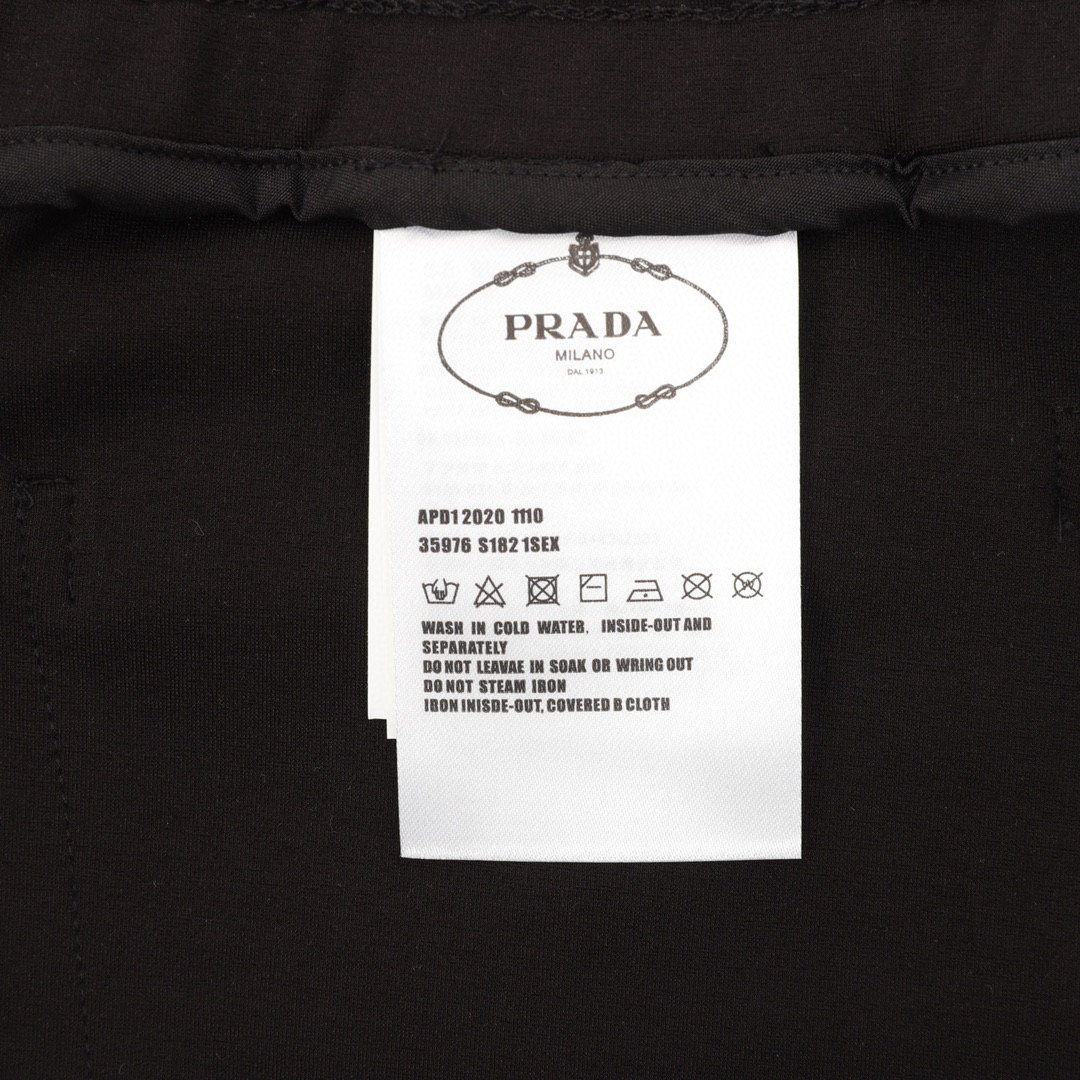 PRADA
MILANO
DAL 1913
APD1 2020 1110
35976 S182 1SEX
WASH IN COLD WATER, INSIDE-OUT AND
SEPARATELY
DO NOT LEAVAE IN SOAK OR WRING OUT
DO NOT STEAM IRON
IRON INISDE-OUT, COVERED B CLOTH